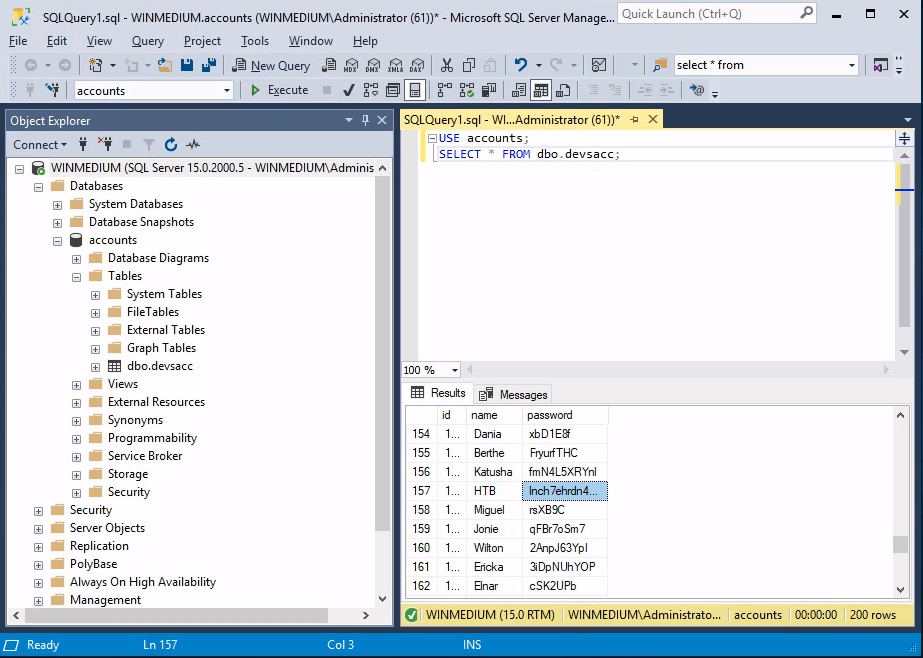 SQLQuery1.sql - WINMEDIUM.accounts (WINMEDIUM\Administrator (61))* - Microsoft SQL Server Manage...
Quick Launch (Ctrl+Q)
File Edit View Query Project Tools Window Help
New Query
MDX DMX XMLA DAX
select * from
accounts
Execute
Object Explorer
Connect
WINMEDIUM (SQL Server 15.0.2000.5 - WINMEDIUM\Adminis
Databases
System Databases
Database Snapshots
accounts
Database Diagrams
Tables
System Tables
FileTables
External Tables
Graph Tables
dbo.devsacc
Views
External Resources
Synonyms
Programmability
Service Broker
Storage
Security
Security
Server Objects
Replication
PolyBase
Always On High Availability
Management
SQLQuery1.sql - WI...Administrator (61))*
USE accounts;
SELECT * FROM dbo.devsacc;
100 %
Results Messages
id name password
154 1... Dania xbD1E8f
155 1... Berthe FryurfTHC
156 1... Katusha
157 1... HTB
158 1... Miguel rsXB9C
159 1... Jonie qFBr7oSm7
160 1... Wilton
161 1... Ericka 3iDpNUhYOP
162 1... Elnar cSK2UPb
WINMEDIUM (15.0 RTM) WINMEDIUM\Administrato... accounts 00:00:00 200 rows
Ready Ln 157 Col 3 INS